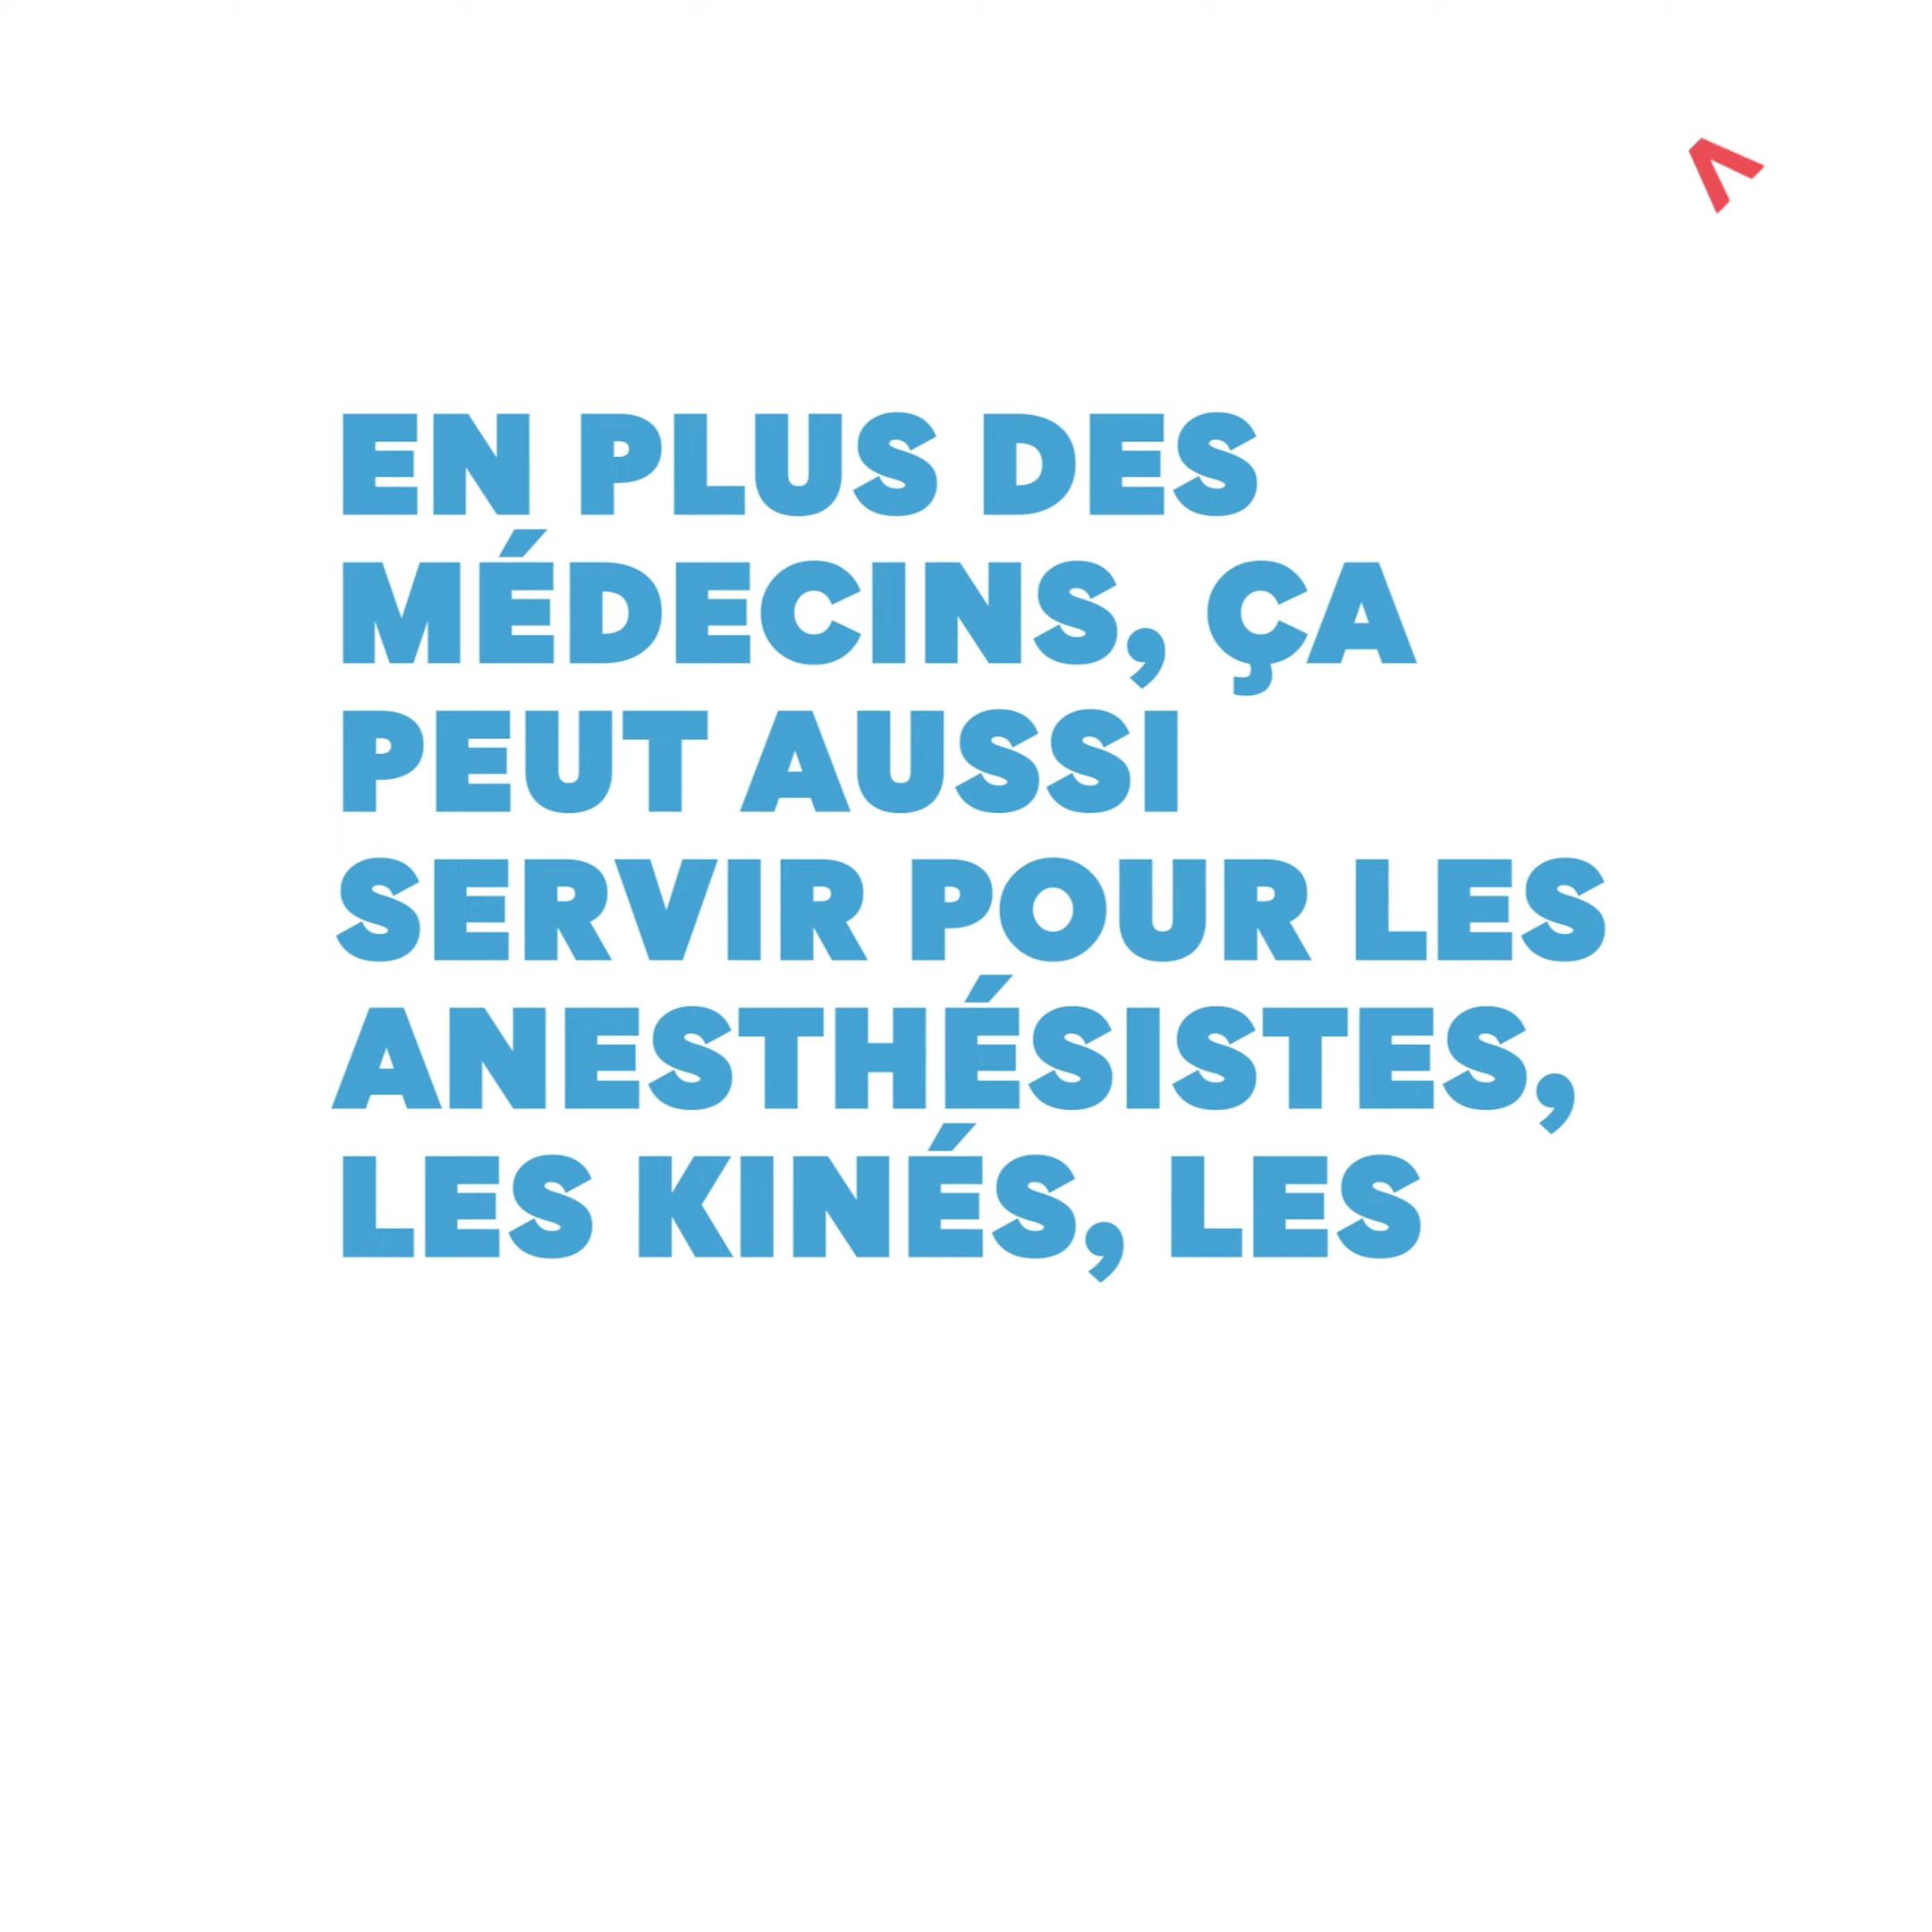 EN PLUS DES
MÉDECINS, ÇA
PEUT AUSSI
SERVIR POUR LES
ANESTHÉSISTES,
LES KINÉS, LES